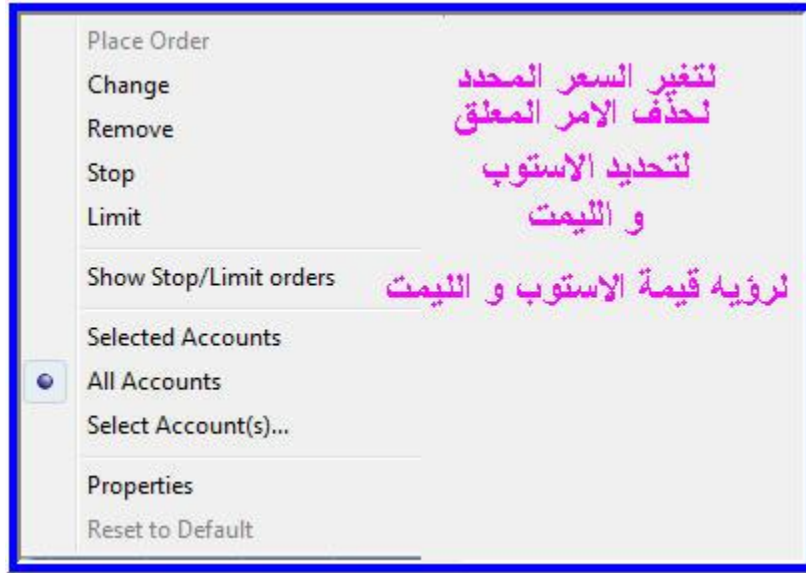 Place Order
Change
لتغير السعر المحدد
Remove
لحذف الامر المعلق
Stop
لتحديد الاستوب
Limit
و الليمت
Show Stop/Limit orders
لرؤيه قيمة الاستوب و الليمت
Selected Accounts
All Accounts
Select Account(s)...
Properties
Reset to Default